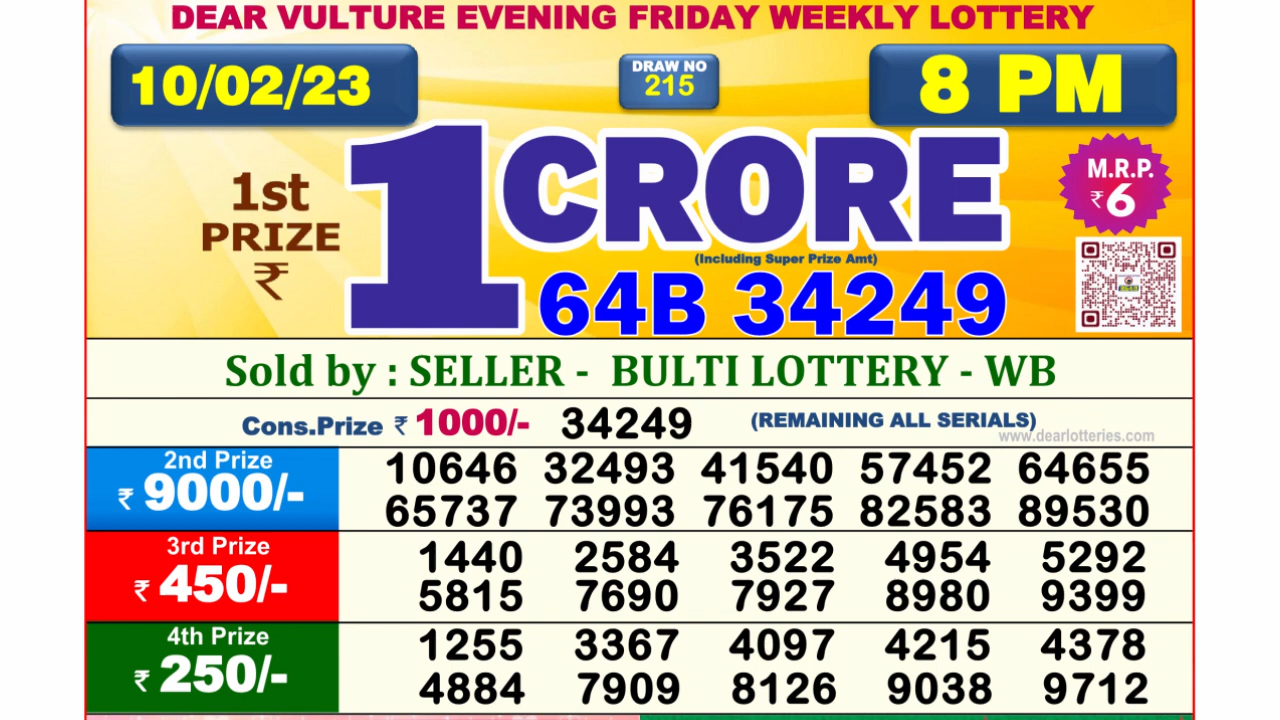 DEAR VULTURE EVENING FRIDAY WEEKLY LOTTERY
10/02/23
DRAW NO
215
8 PM
1st
PRIZE
₹
1 CRORE
M.R.P.
₹ 6
(Including Super Prize Amt)
64B 34249
Sold by : SELLER - BULTI LOTTERY - WB
Cons.Prize ₹ 1000/- 34249 (REMAINING ALL SERIALS)
www.dearlotteries.com
2nd Prize
₹ 9000/-
10646 32493 41540 57452 64655
65737 73993 76175 82583 89530
3rd Prize
₹ 450/-
1440 2584 3522 4954 5292
5815 7690 7927 8980 9399
4th Prize
₹ 250/-
1255 3367 4097 4215 4378
4884 7909 8126 9038 9712